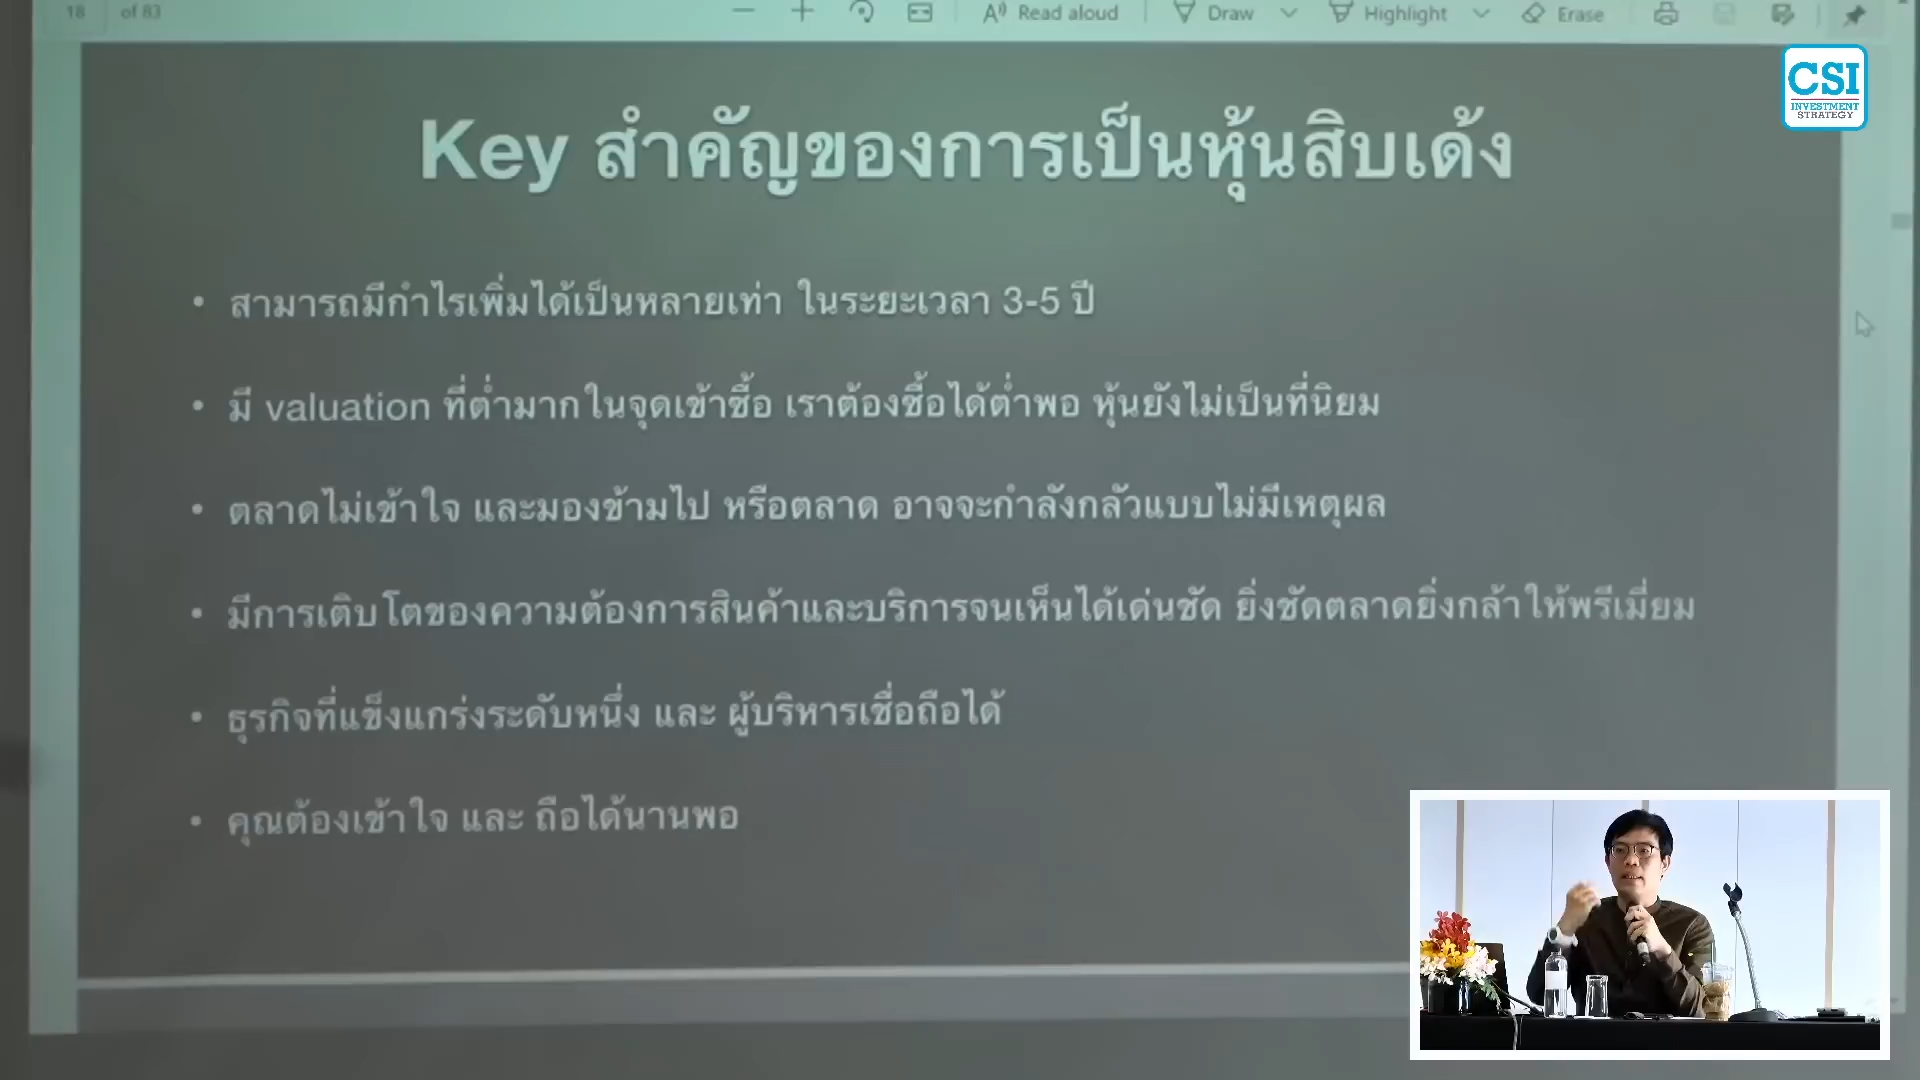 18 of 83
Read aloud
Draw
Highlight
Erase
CSI
INVESTMENT
STRATEGY
Key สำคัญของการเป็นหุ้นสิบเด้ง
• สามารถมีกำไรเพิ่มได้เป็นหลายเท่า ในระยะเวลา 3-5 ปี
• มี valuation ที่ต่ำมากในจุดเข้าซื้อ เราต้องซื้อได้ต่ำพอ หุ้นยังไม่เป็นที่นิยม
• ตลาดไม่เข้าใจ และมองข้ามไป หรือตลาด อาจจะกำลังกลัวแบบไม่มีเหตุผล
• มีการเติบโตของความต้องการสินค้าและบริการจนเห็นได้เด่นชัด ยิ่งชัดตลาดยิ่งกล้าให้พรีเมี่ยม
• ธุรกิจที่แข็งแกร่งระดับหนึ่ง และ ผู้บริหารเชื่อถือได้
• คุณต้องเข้าใจ และ ถือได้นานพอ